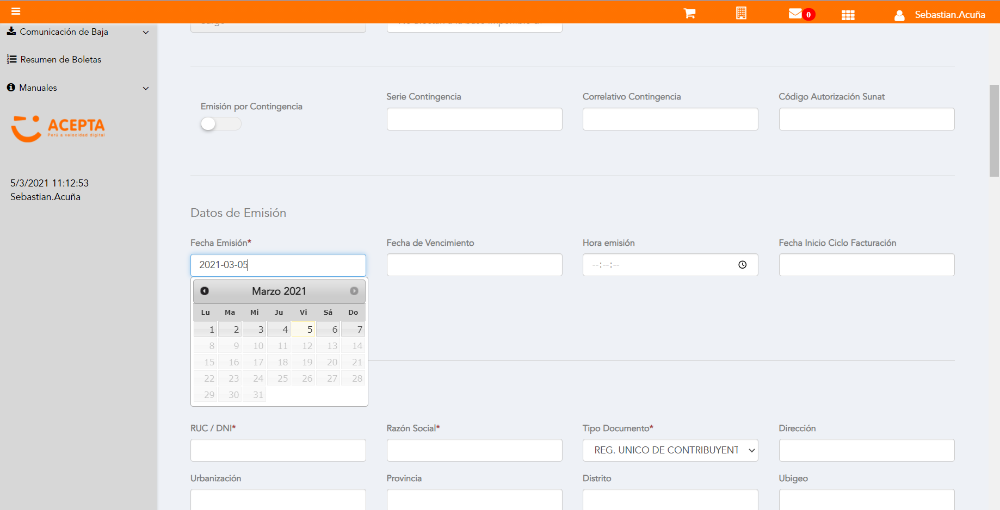 0
Sebastian.Acuña
Comunicación de Baja
Resumen de Boletas
Manuales
ACEPTA
Perú a velocidad digital
5/3/2021 11:12:53
Sebastian.Acuña
Emisión por Contingencia
Serie Contingencia
Correlativo Contingencia
Código Autorización Sunat
Datos de Emisión
Fecha Emisión*
Fecha de Vencimiento
Hora emisión
Fecha Inicio Ciclo Facturación
2021-03-05
--:--:--
Marzo 2021
Lu Ma Mi Ju Vi Sá Do
1 2 3 4 5 6 7
8 9 10 11 12 13 14
15 16 17 18 19 20 21
22 23 24 25 26 27 28
29 30 31
RUC / DNI*
Razón Social*
Tipo Documento*
Dirección
REG. UNICO DE CONTRIBUYENT
Urbanización
Provincia
Distrito
Ubigeo